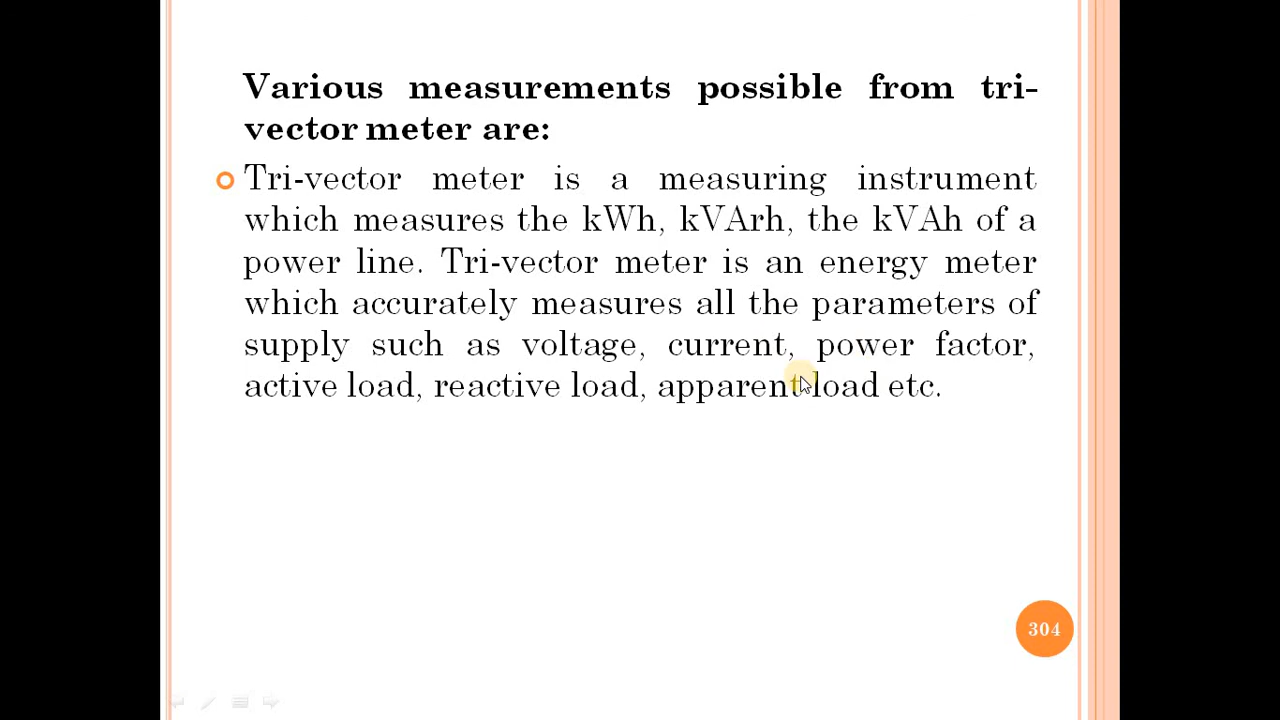 Various measurements possible from tri-
vector meter are:
Tri-vector meter is a measuring instrument
which measures the kWh, kVArh, the kVAh of a
power line. Tri-vector meter is an energy meter
which accurately measures all the parameters of
supply such as voltage, current, power factor,
active load, reactive load, apparent load etc.
304